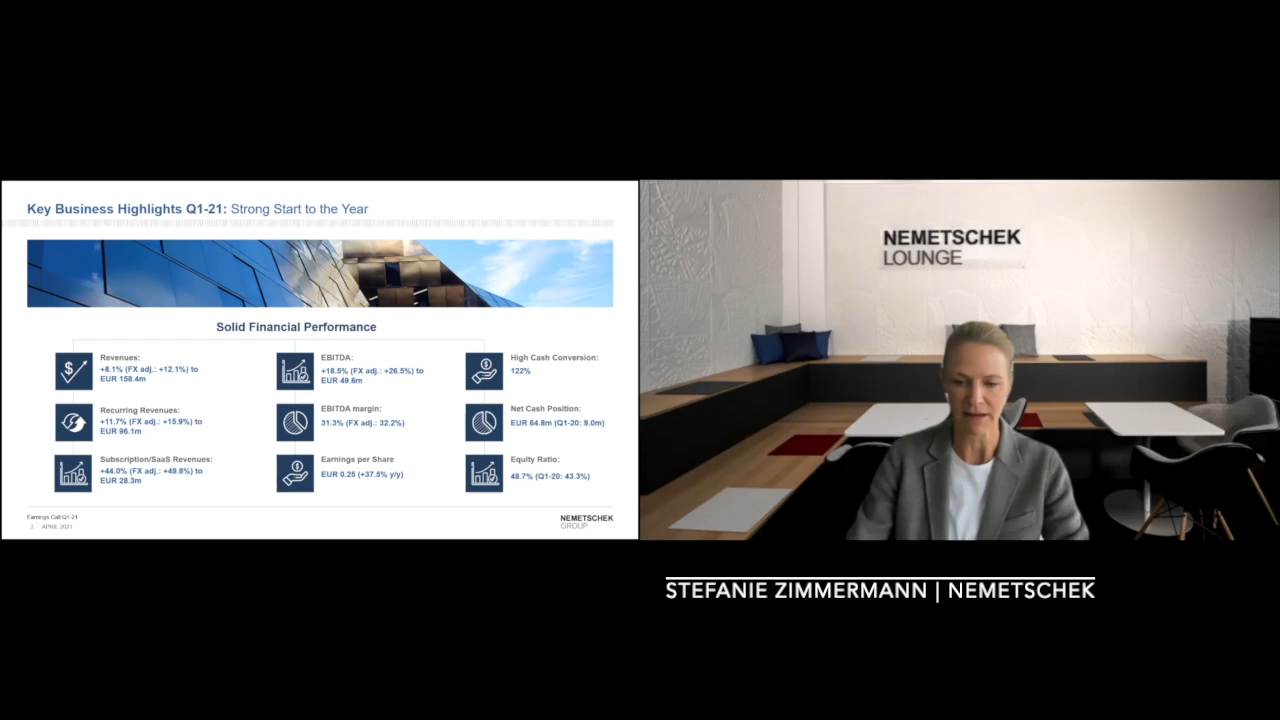 Key Business Highlights Q1-21: Strong Start to the Year
Solid Financial Performance
Revenues:
+8.1% (FX adj.: +12.1%) to
EUR 158.4m
Recurring Revenues:
+11.7% (FX adj.: +15.9%) to
EUR 96.1m
Subscription/SaaS Revenues:
+44.0% (FX adj.: +49.8%) to
EUR 28.3m
EBITDA:
+18.5% (FX adj.: +26.5%) to
EUR 49.6m
EBITDA margin:
31.3% (FX adj.: 32.2%)
Earnings per Share
EUR 0.25 (+37.5% y/y)
High Cash Conversion:
122%
Net Cash Position:
EUR 64.8m (Q1-20: 9.0m)
Equity Ratio:
48.7% (Q1-20: 43.3%)
Earnings Call Q1-21
2 APRIL 2021
NEMETSCHEK
GROUP
NEMETSCHEK
LOUNGE
STEFANIE ZIMMERMANN | NEMETSCHEK